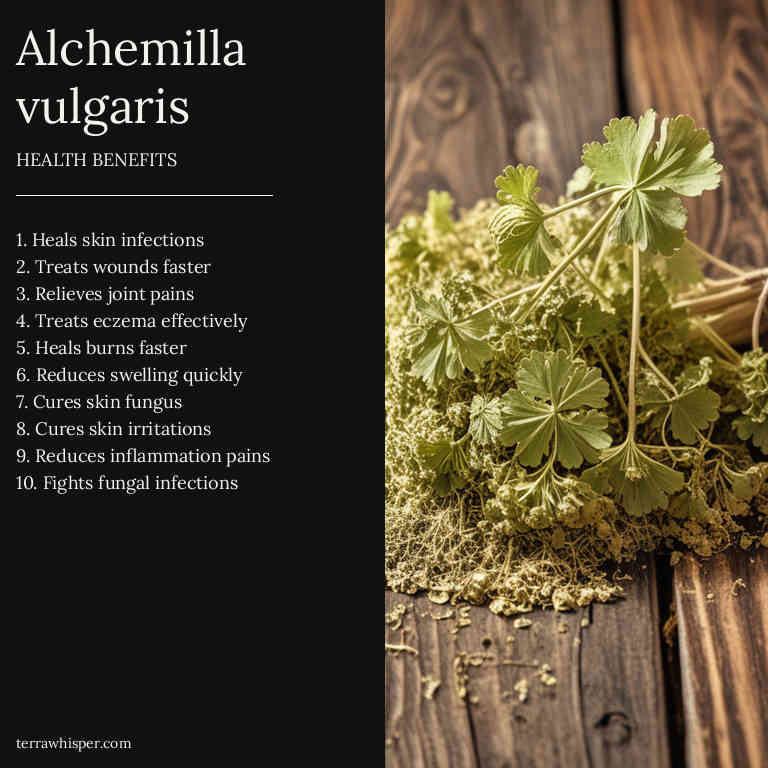 Alchemilla
vulgaris
HEALTH BENEFITS
1. Heals skin infections
2. Treats wounds faster
3. Relieves joint pains
4. Treats eczema effectively
5. Heals burns faster
6. Reduces swelling quickly
7. Cures skin fungus
8. Cures skin irritations
9. Reduces inflammation pains
10. Fights fungal infections
terrawhisper.com